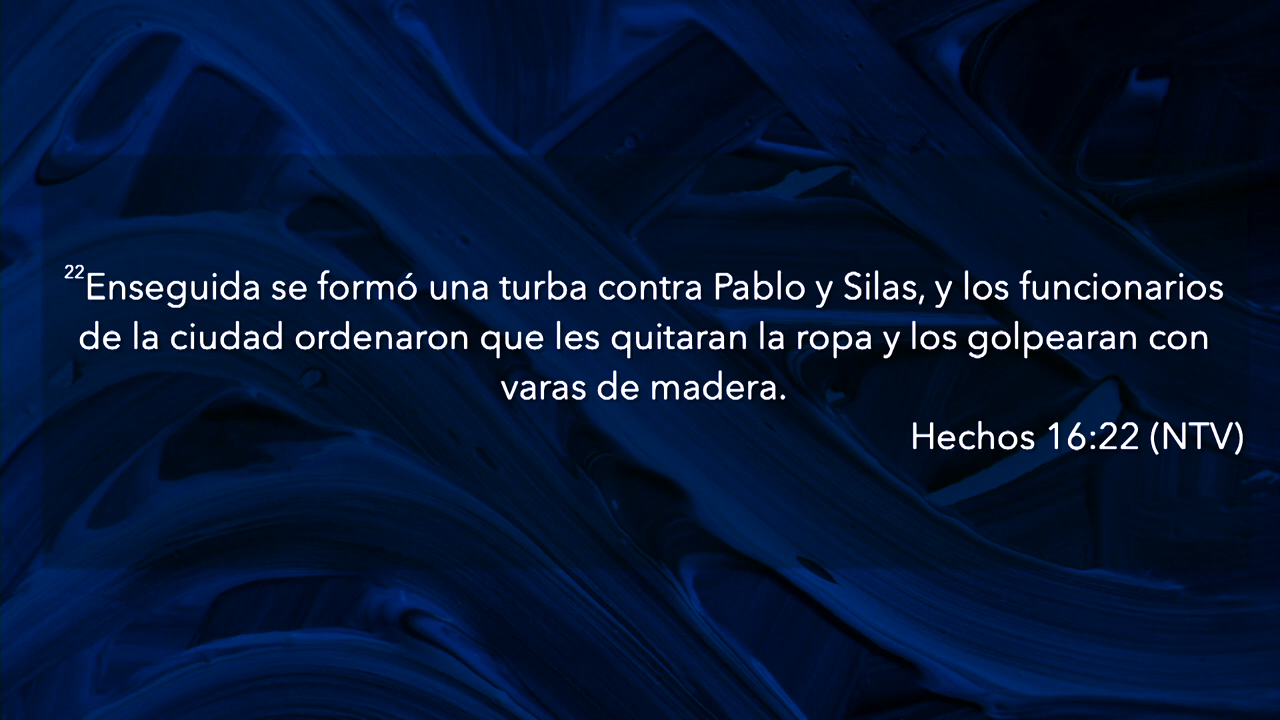 22Enseguida se formó una turba contra Pablo y Silas, y los funcionarios
de la ciudad ordenaron que les quitaran la ropa y los golpearan con
varas de madera.
Hechos 16:22 (NTV)